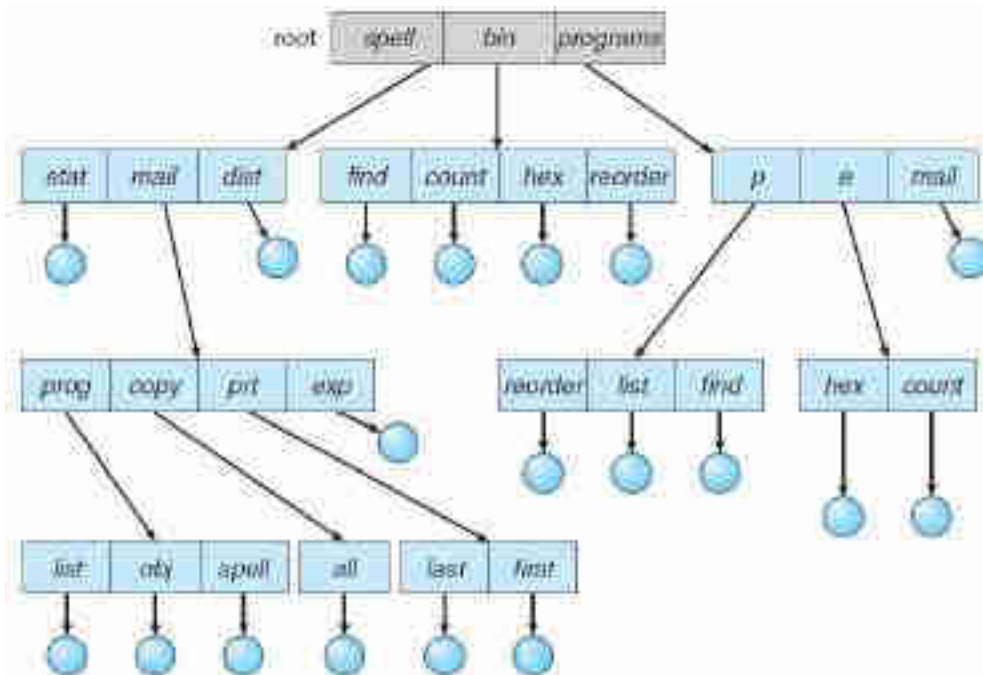 root spell bin programs
stat mail dist find count hex reorder p e mail
prog copy prt exp reorder list find hex count
list obj spell all last first